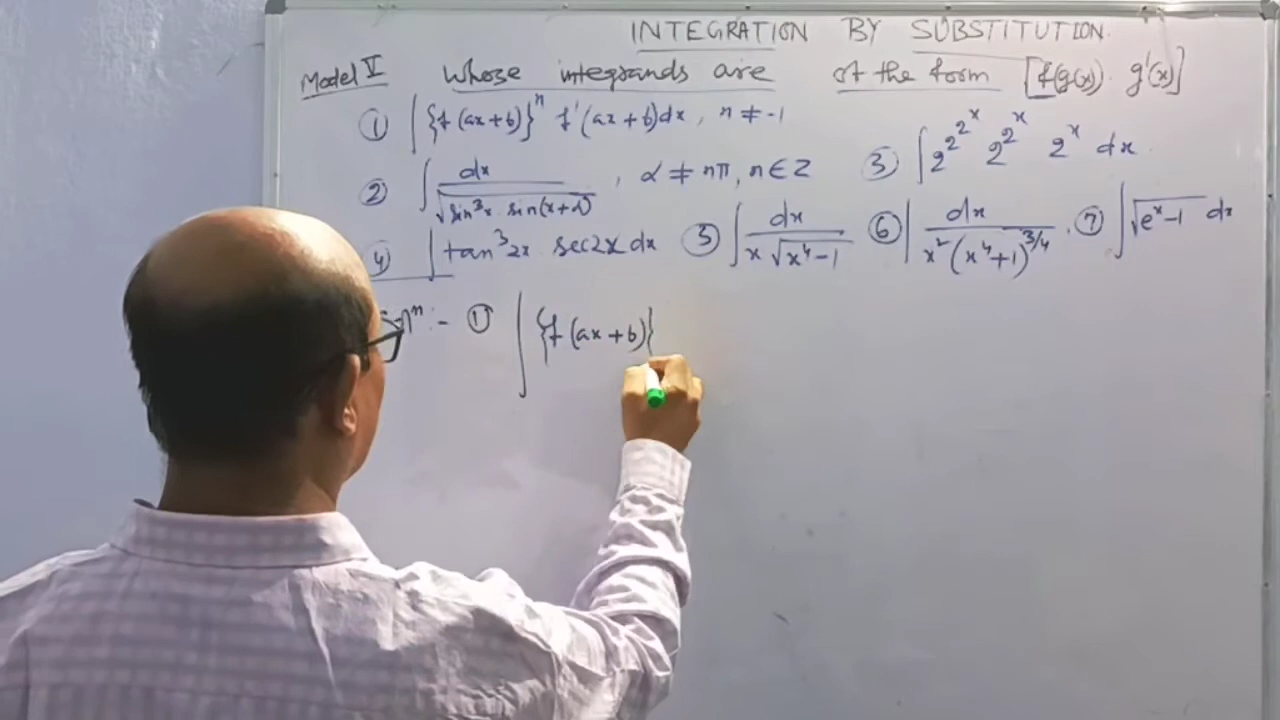 INTEGRATION BY SUBSTITUTION.
Model V Whose integrands are of the form [f(g(x)). g'(x)]
① ∫{f(ax+b)}ⁿ f'(ax+b)dx, n ≠ -1
② ∫ dx / √(sin³x. sin(x+α)) , α ≠ nπ, n ∈ Z ③ ∫ 2^(2^(2^x)) 2^(2^x) 2^x dx
④ ∫ tan³2x sec2x dx ⑤ ∫ dx / (x √(x⁴-1)) ⑥ ∫ dx / (x²(x⁴+1)^(3/4)) . ⑦ ∫ √(eˣ-1) dx
:- ① ∫ {f(ax+b)}